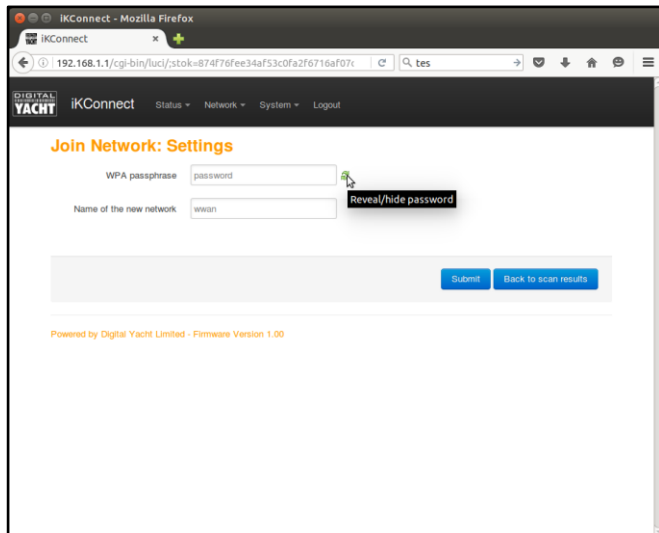 iKConnect - Mozilla Firefox
iKConnect
192.168.1.1/cgi-bin/luci/;stok=874f76fee34af53c0fa2f6716af07c
tes
DIGITAL
YACHT
iKConnect Status Network System Logout
Join Network: Settings
WPA passphrase password
Reveal/hide password
Name of the new network wwan
Submit Back to scan results
Powered by Digital Yacht Limited - Firmware Version 1.00